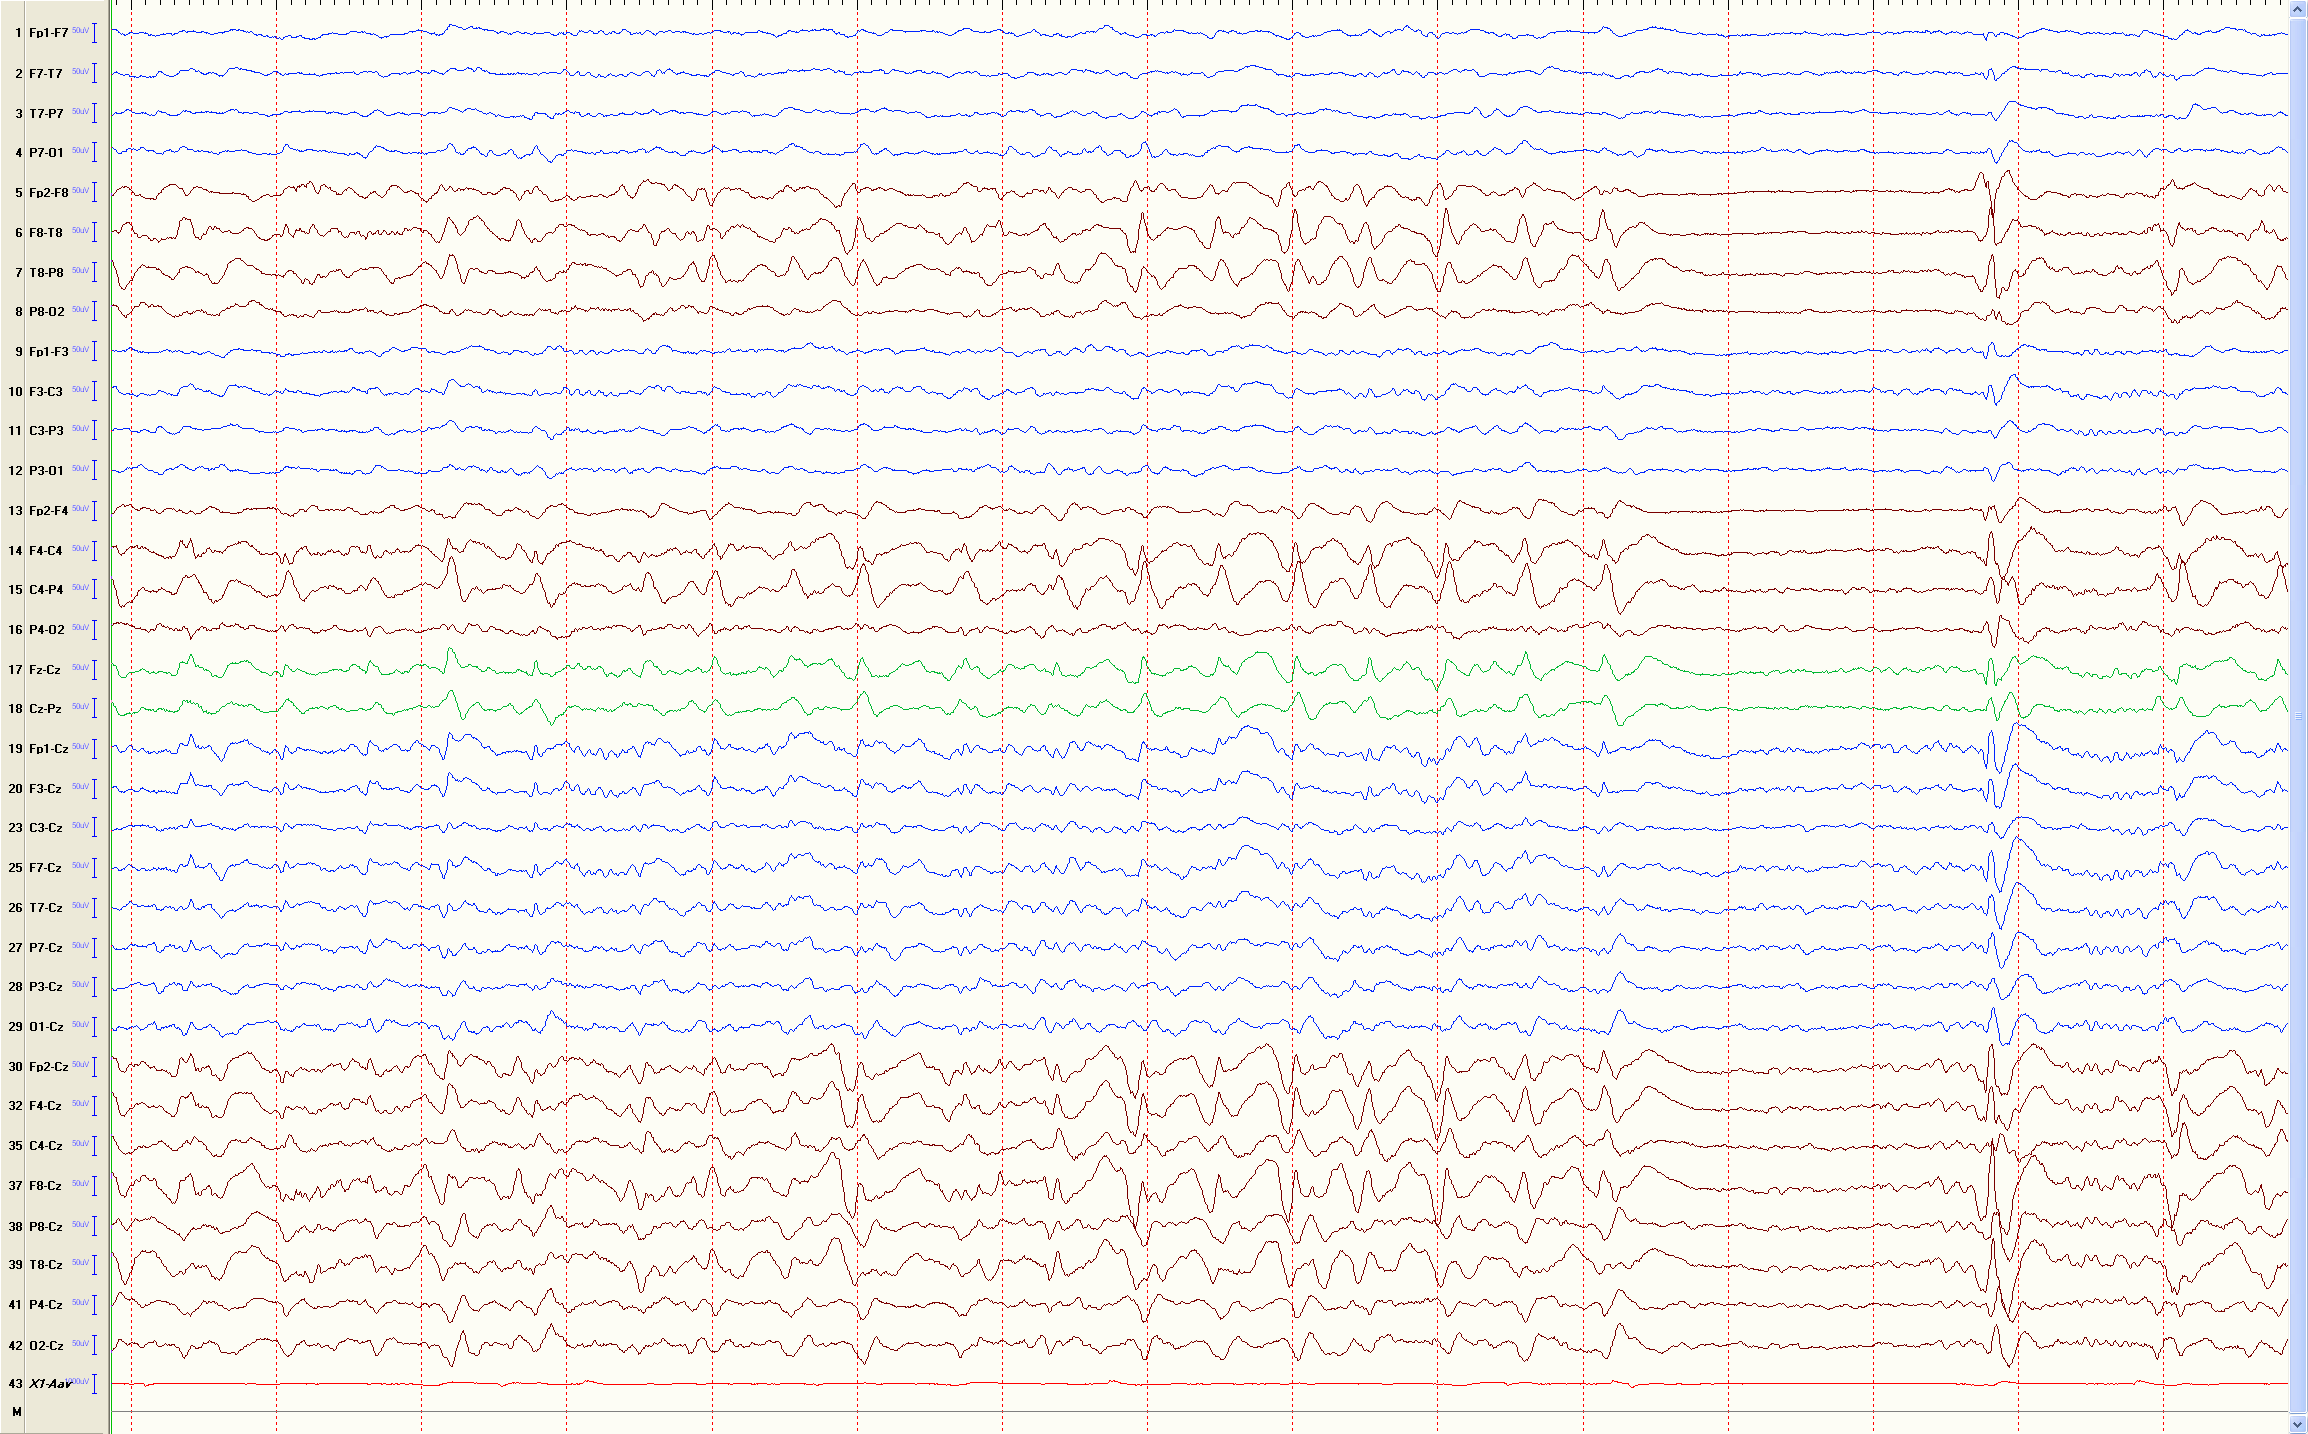 1 Fp1-F7 50uV
2 F7-T7 50uV
3 T7-P7 50uV
4 P7-O1 50uV
5 Fp2-F8 50uV
6 F8-T8 50uV
7 T8-P8 50uV
8 P8-O2 50uV
9 Fp1-F3 50uV
10 F3-C3 50uV
11 C3-P3 50uV
12 P3-O1 50uV
13 Fp2-F4 50uV
14 F4-C4 50uV
15 C4-P4 50uV
16 P4-O2 50uV
17 Fz-Cz 50uV
18 Cz-Pz 50uV
19 Fp1-Cz 50uV
20 F3-Cz 50uV
23 C3-Cz 50uV
25 F7-Cz 50uV
26 T7-Cz 50uV
27 P7-Cz 50uV
28 P3-Cz 50uV
29 O1-Cz 50uV
30 Fp2-Cz 50uV
32 F4-Cz 50uV
35 C4-Cz 50uV
37 F8-Cz 50uV
38 P8-Cz 50uV
39 T8-Cz 50uV
41 P4-Cz 50uV
42 O2-Cz 50uV
43 X1-Aav
M